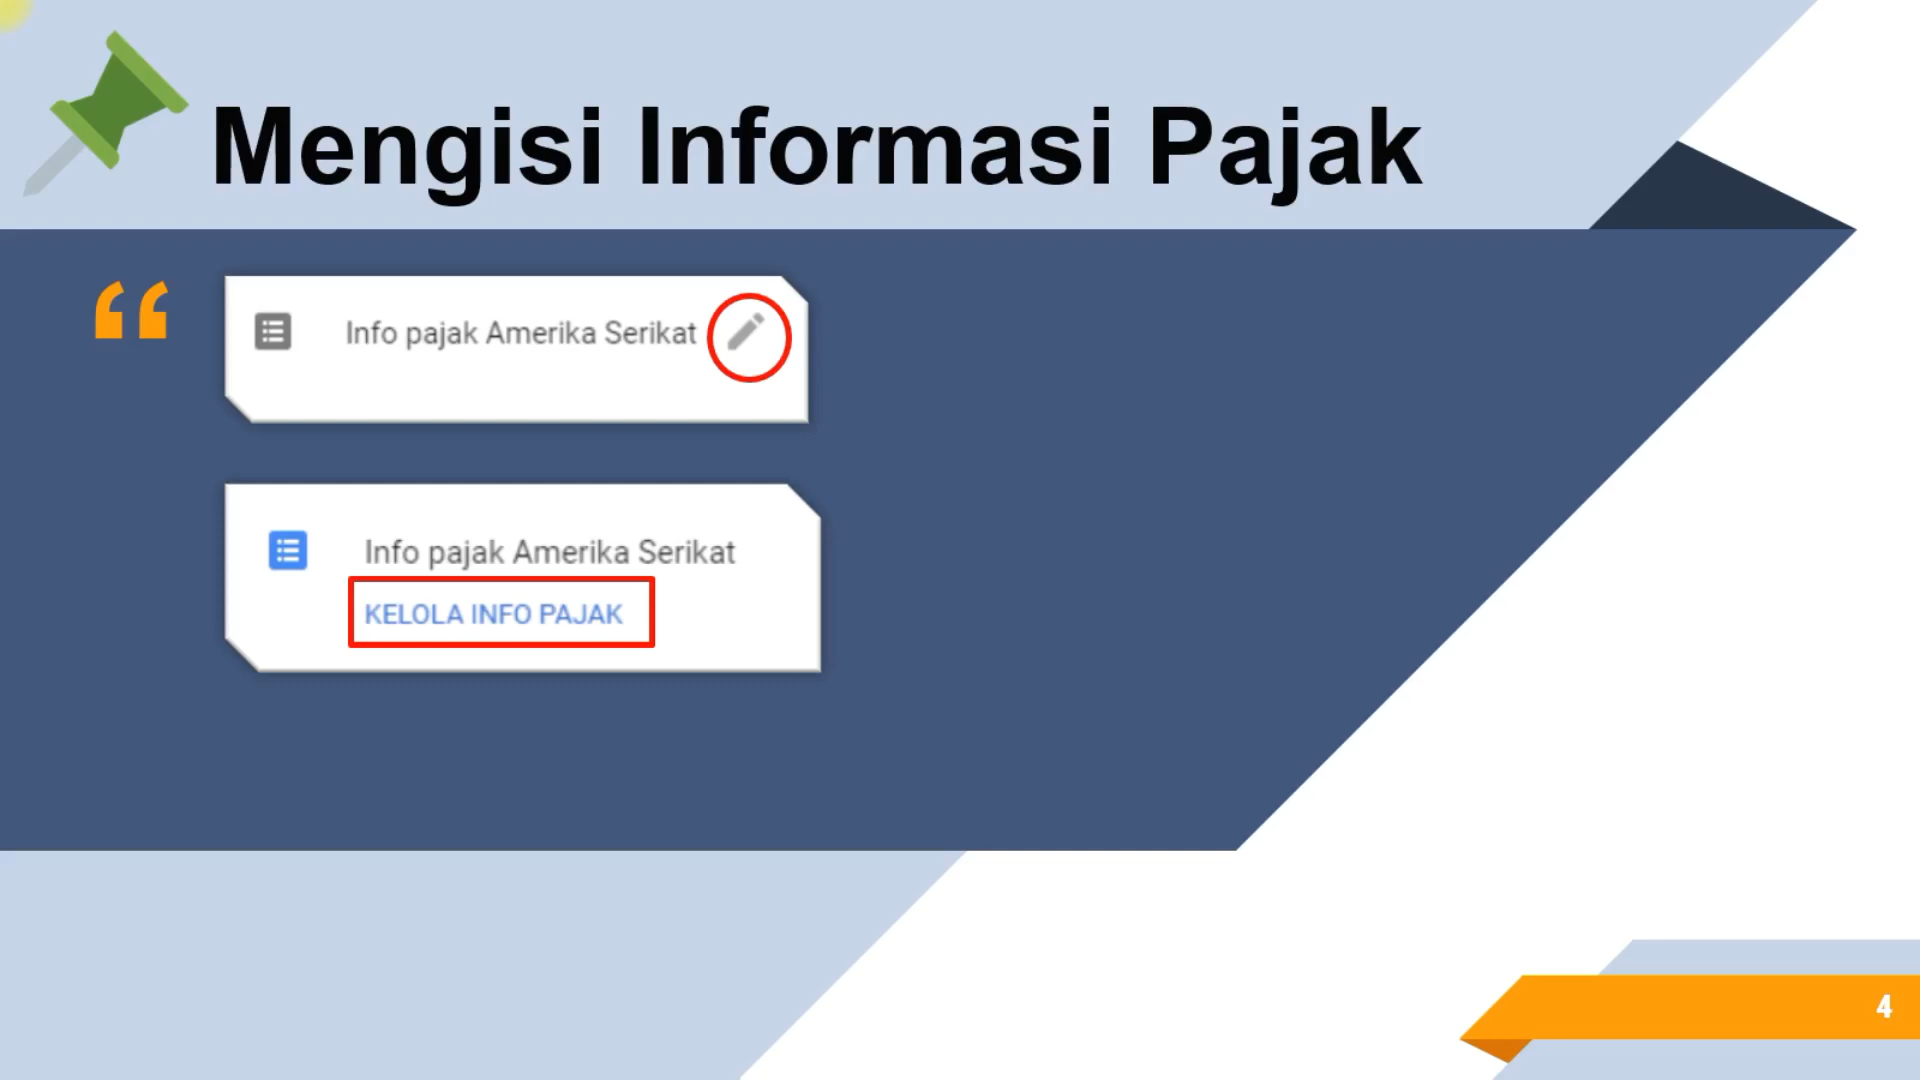 Mengisi Informasi Pajak
“
Info pajak Amerika Serikat
Info pajak Amerika Serikat
KELOLA INFO PAJAK
4